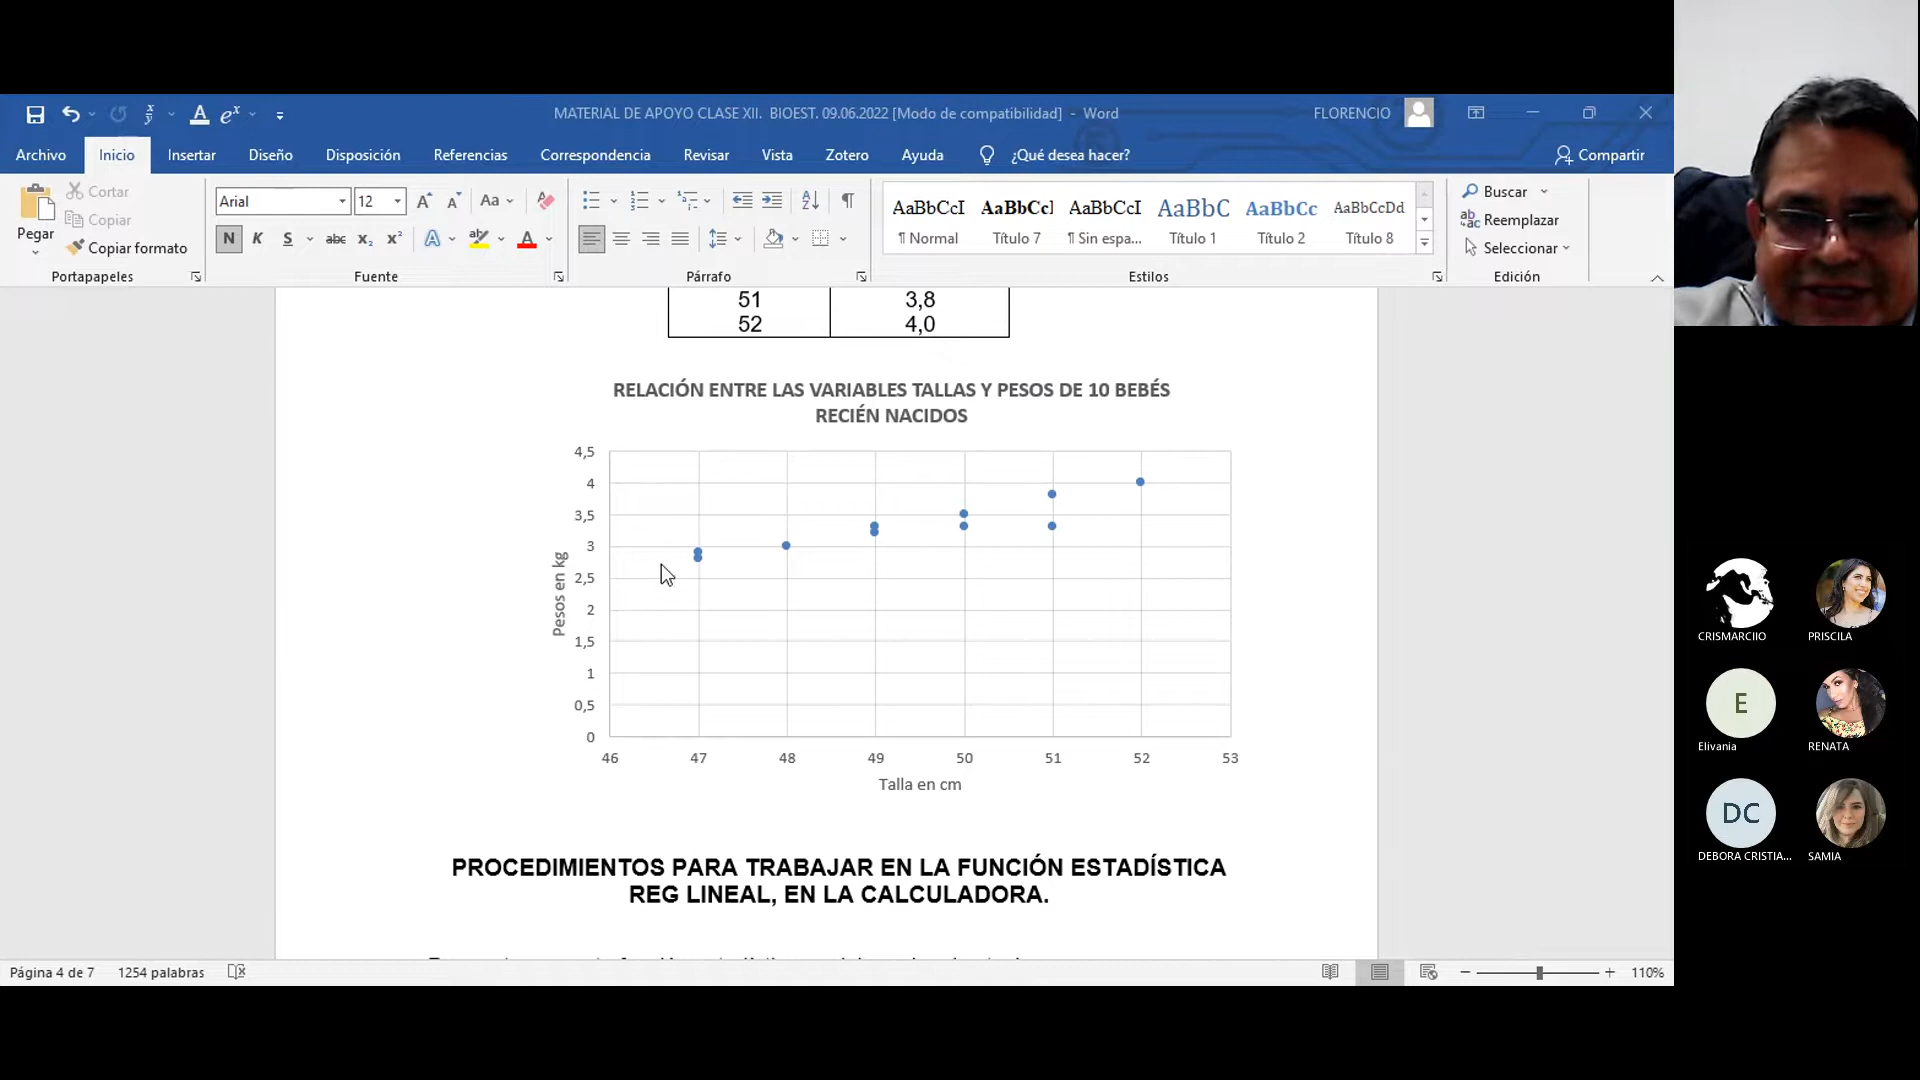 MATERIAL DE APOYO CLASE XII. BIOEST. 09.06.2022 [Modo de compatibilidad] - Word
FLORENCIO
Archivo Inicio Insertar Diseño Disposición Referencias Correspondencia Revisar Vista Zotero Ayuda ¿Qué desea hacer? Compartir
Pegar
Cortar
Copiar
Copiar formato
Portapapeles
Arial 12
N K S abc x₂ x²
Fuente
Párrafo
AaBbCcI AaBbCcI AaBbCcI AaBbC AaBbCc AaBbCcDd
¶ Normal Título 7 ¶ Sin espa... Título 1 Título 2 Título 8
Estilos
Buscar
Reemplazar
Seleccionar
Edición
51 3,8
52 4,0
RELACIÓN ENTRE LAS VARIABLES TALLAS Y PESOS DE 10 BEBÉS
RECIÉN NACIDOS
Pesos en kg
4,5
4
3,5
3
2,5
2
1,5
1
0,5
0
46 47 48 49 50 51 52 53
Talla en cm
PROCEDIMIENTOS PARA TRABAJAR EN LA FUNCIÓN ESTADÍSTICA
REG LINEAL, EN LA CALCULADORA.
Página 4 de 7 1254 palabras 110%
CRISMARCIIO PRISCILA
E
Elivania RENATA
DC
DEBORA CRISTIA... SAMIA